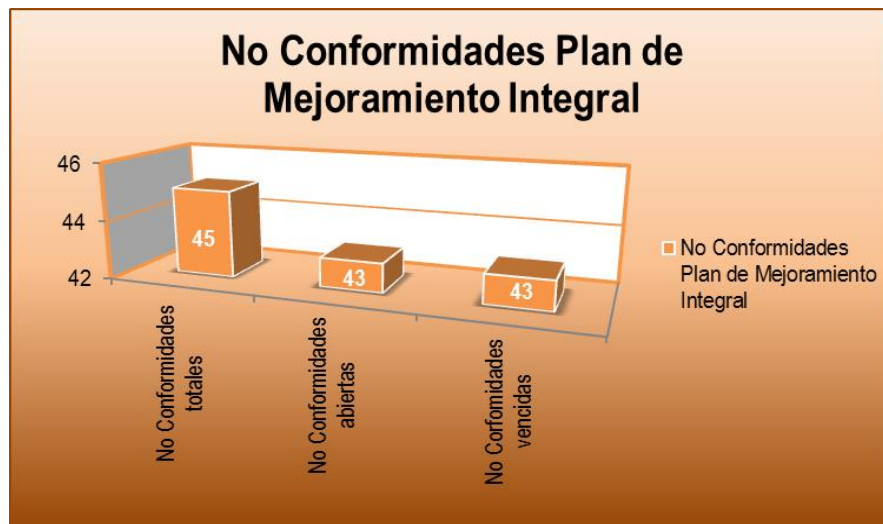 No Conformidades Plan de
Mejoramiento Integral
46
44
42
45
43
43
No Conformidades
totales
No Conformidades
abiertas
No Corfomidades
vencidas
No Conformidades
Plan de Mejoramiento
Integral